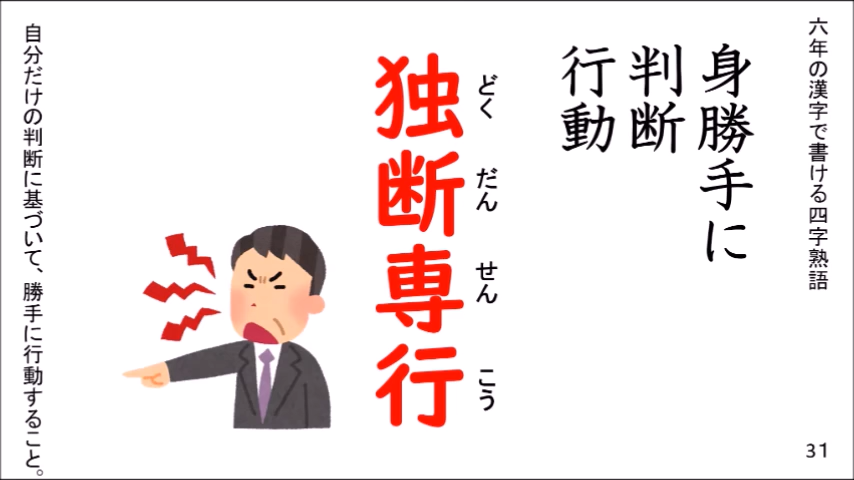 六年の漢字で書ける四字熟語
身勝手に
判断
行動
どく だん せん こう
独断専行
自分だけの判断に基づいて、勝手に行動すること。
31